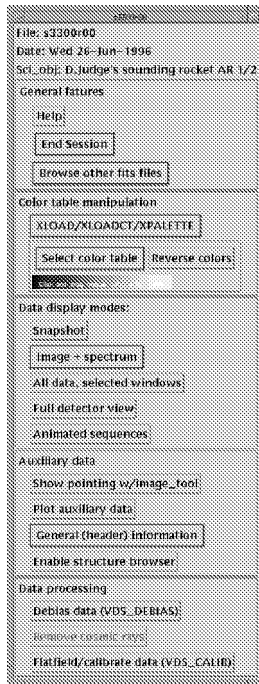 s3300r00
File: s3300r00
Date: Wed 26-Jun-1996
Sci_obj: D.Judge's sounding rocket AR 1/2
General fatures
Help
End Session
Browse other fits files
Color table manipulation
XLOAD/XLOADCT/XPALETTE
Select color table Reverse colors
Data display modes:
Snapshot
Image + spectrum
All data, selected windows
Full detector view
Animated sequences
Auxiliary data
Show pointing w/image_tool
Plot auxiliary data
General (header) information
Enable structure browser
Data processing
Debias data (VDS_DEBIAS)
Remove cosmic rays
Flatfield/calibrate data (VDS_CALIB)